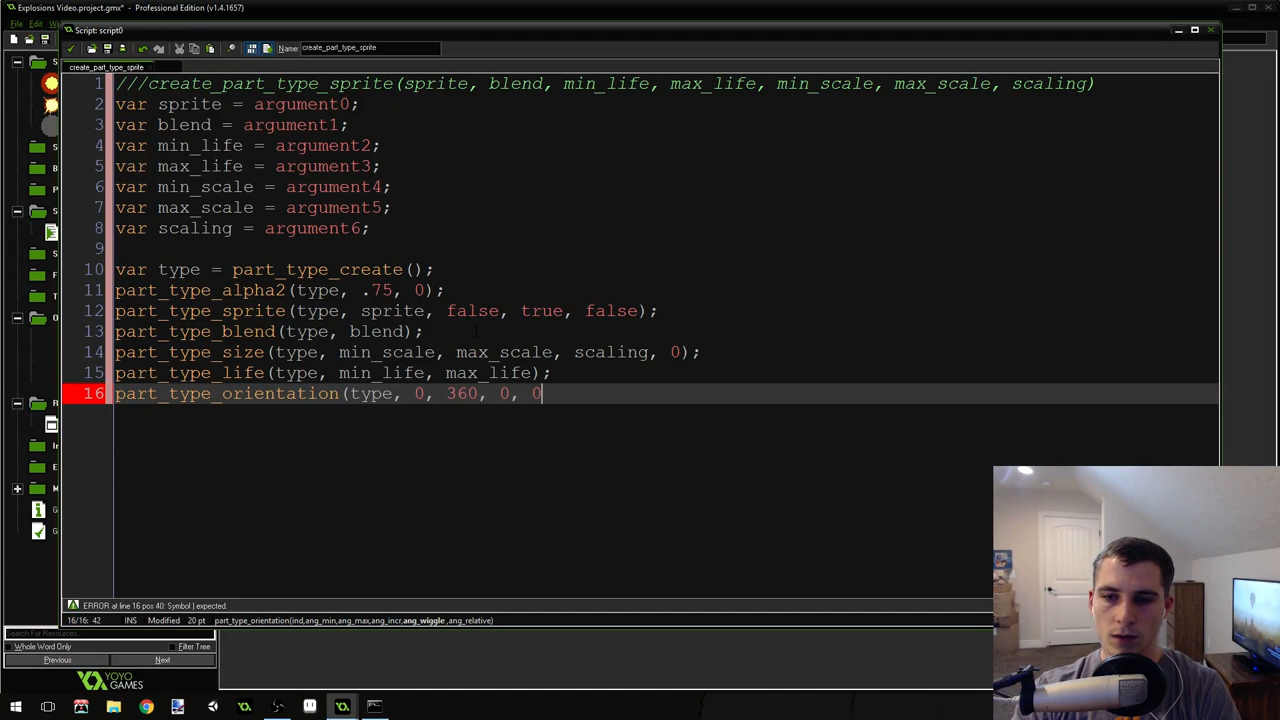 Explosions Video.project.gmx* - Professional Edition (v1.4.1657)
File Edit
Script: script0
Name: create_part_type_sprite
create_part_type_sprite
1 ///create_part_type_sprite(sprite, blend, min_life, max_life, min_scale, max_scale, scaling)
2 var sprite = argument0;
3 var blend = argument1;
4 var min_life = argument2;
5 var max_life = argument3;
6 var min_scale = argument4;
7 var max_scale = argument5;
8 var scaling = argument6;
9
10 var type = part_type_create();
11 part_type_alpha2(type, .75, 0);
12 part_type_sprite(type, sprite, false, true, false);
13 part_type_blend(type, blend);
14 part_type_size(type, min_scale, max_scale, scaling, 0);
15 part_type_life(type, min_life, max_life);
16 part_type_orientation(type, 0, 360, 0, 0
ERROR at line 16 pos 40: Symbol ) expected.
16/16: 42 INS Modified 20 pt part_type_orientation(ind,ang_min,ang_max,ang_incr,ang_wiggle ,ang_relative)
Search For Resources...
Whole Word Only Filter Tree
Previous Next
YOYO
GAMES